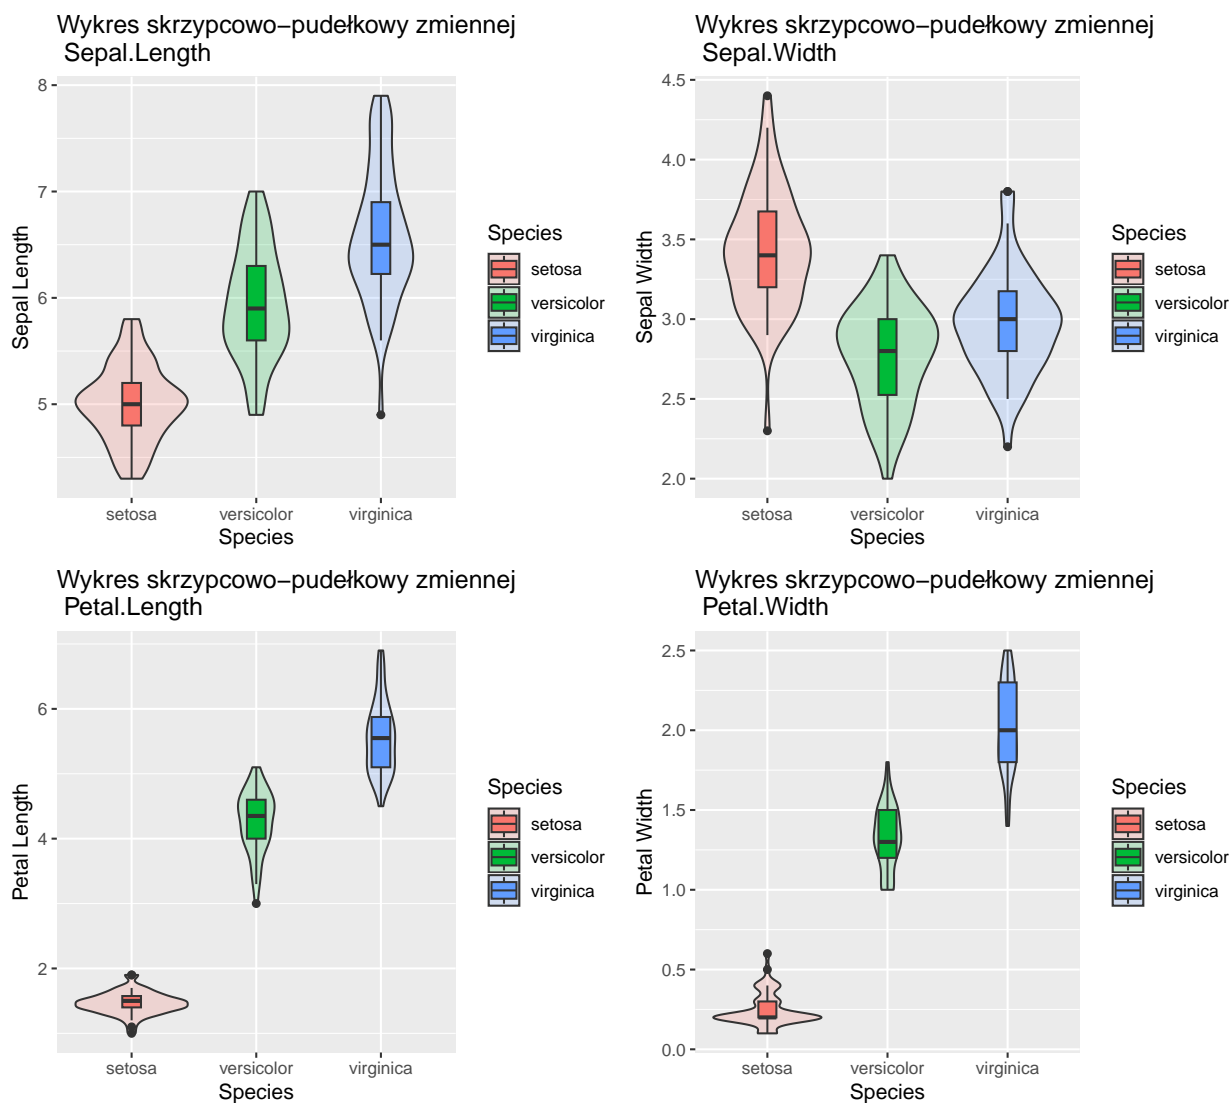 Wykres skrzypcowo−pudełkowy zmiennej
Sepal.Length
8
7
6
5
Sepal Length
setosa
versicolor
virginica
Species
Species
setosa
versicolor
virginica
Wykres skrzypcowo−pudełkowy zmiennej
Sepal.Width
4.5
4.0
3.5
3.0
2.5
2.0
Sepal Width
setosa
versicolor
virginica
Species
Species
setosa
versicolor
virginica
Wykres skrzypcowo−pudełkowy zmiennej
Petal.Length
6
4
2
Petal Length
setosa
versicolor
virginica
Species
Species
setosa
versicolor
virginica
Wykres skrzypcowo−pudełkowy zmiennej
Petal.Width
2.5
2.0
1.5
1.0
0.5
0.0
Petal Width
setosa
versicolor
virginica
Species
Species
setosa
versicolor
virginica